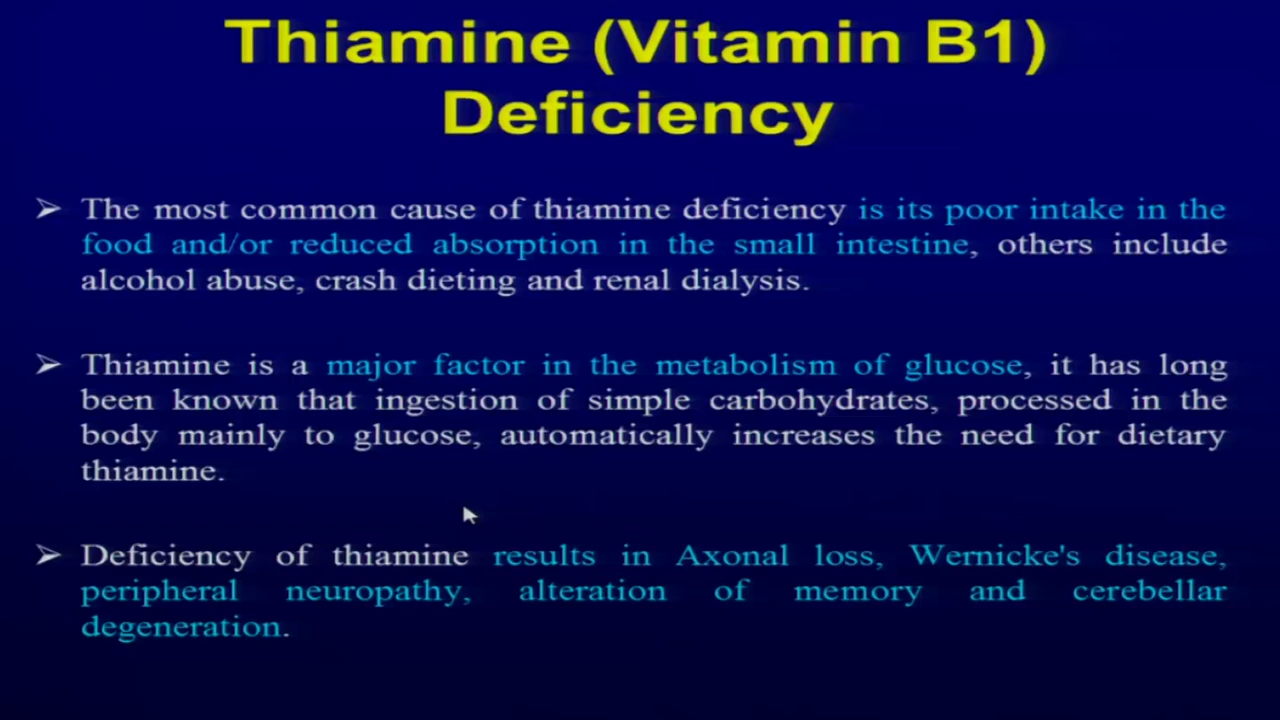 Thiamine (Vitamin B1)
Deficiency
➢ The most common cause of thiamine deficiency is its poor intake in the
food and/or reduced absorption in the small intestine, others include
alcohol abuse, crash dieting and renal dialysis.
➢ Thiamine is a major factor in the metabolism of glucose, it has long
been known that ingestion of simple carbohydrates, processed in the
body mainly to glucose, automatically increases the need for dietary
thiamine.
➢ Deficiency of thiamine results in Axonal loss, Wernicke's disease,
peripheral neuropathy, alteration of memory and cerebellar
degeneration.